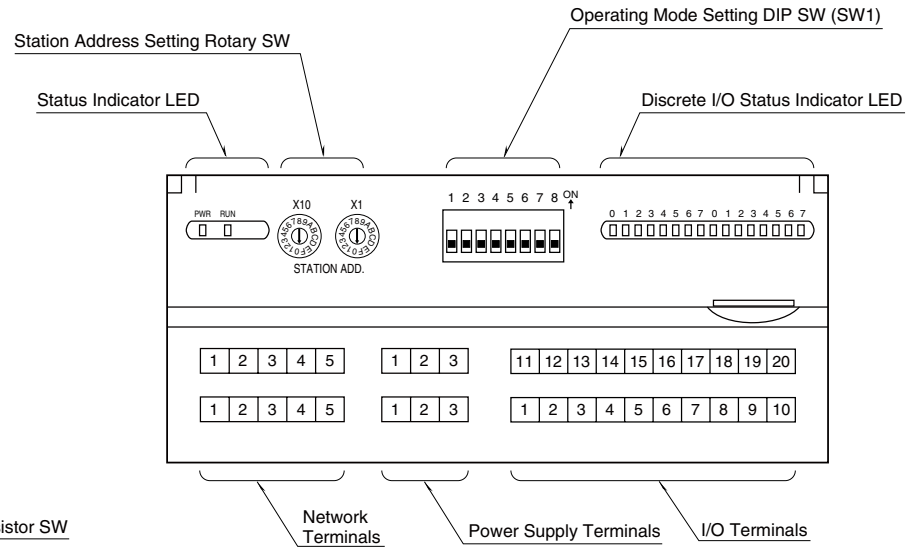 Operating Mode Setting DIP SW (SW1)
Station Address Setting Rotary SW
Status Indicator LED
Discrete I/O Status Indicator LED
1 2 3 4 5 6 7 8 ON
PWR RUN
X10 X1
0 1 2 3 4 5 6 7 0 1 2 3 4 5 6 7
0123456789ABCDEF
0123456789ABCDEF
STATION ADD.
1 2 3 4 5
1 2 3
11 12 13 14 15 16 17 18 19 20
1 2 3 4 5
1 2 3
1 2 3 4 5 6 7 8 9 10
istor SW
Network
Terminals
Power Supply Terminals
I/O Terminals